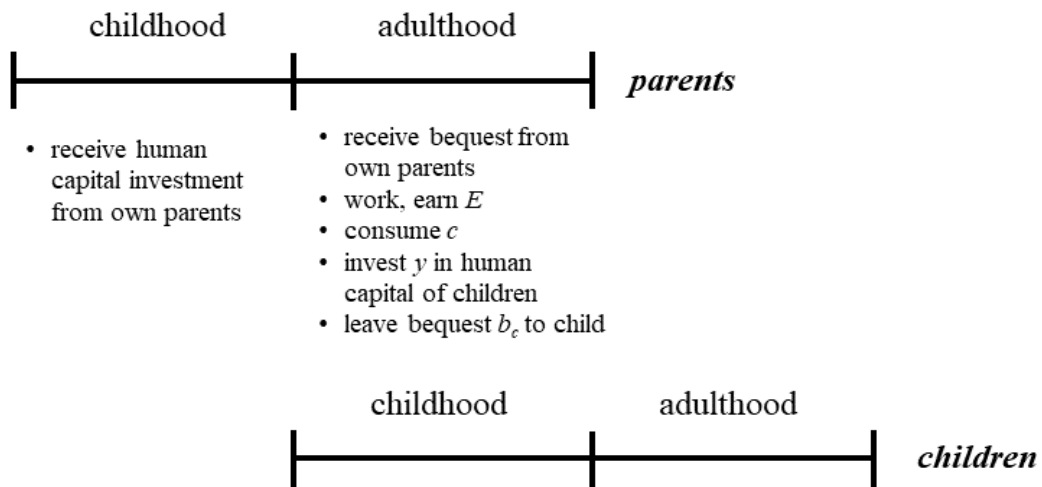 childhood adulthood
parents
• receive human
capital investment
from own parents
• receive bequest from
own parents
• work, earn E
• consume c
• invest y in human
capital of children
• leave bequest b_c to child
childhood adulthood
children